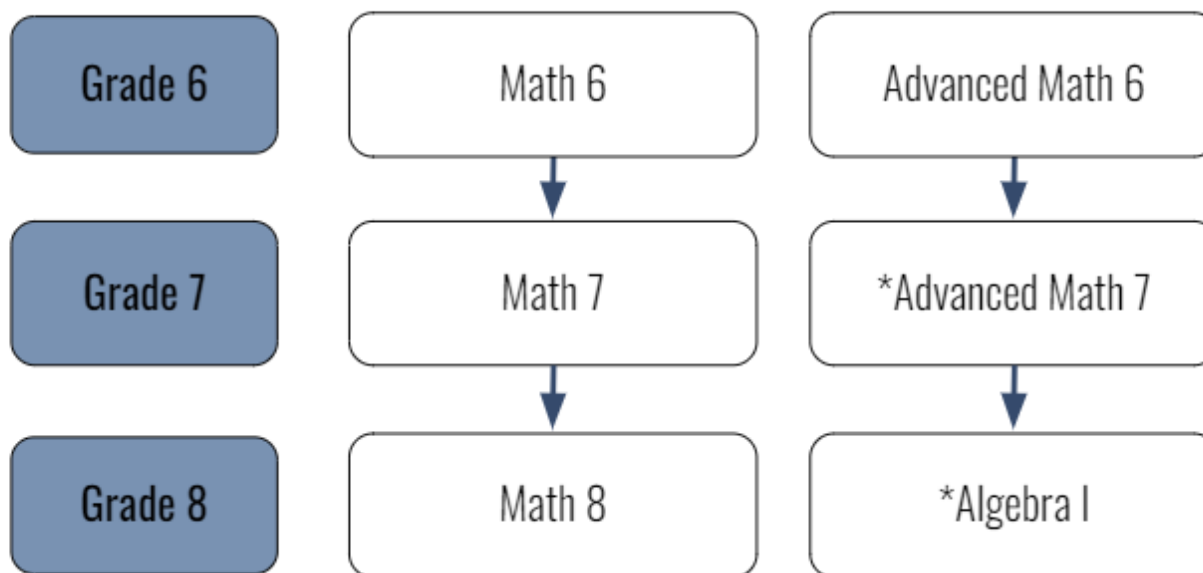 Grade 6
Math 6
Advanced Math 6
Grade 7
Math 7
*Advanced Math 7
Grade 8
Math 8
*Algebra I